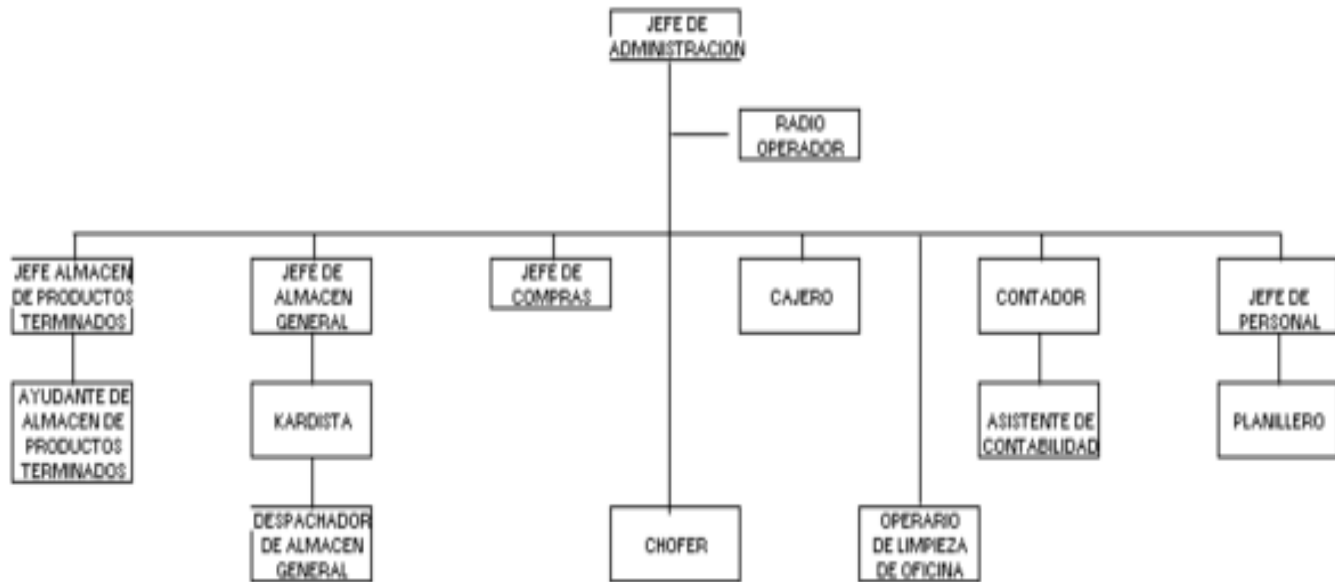 JEFE DE
ADMINISTRACION
RADIO
OPERADOR
JEFE ALMACEN
DE PRODUCTOS
TERMINADOS
JEFE DE
ALMACEN
GENERAL
JEFE DE
COMPRAS
CAJERO
CONTADOR
JEFE DE
PERSONAL
AYUDANTE DE
ALMACEN DE
PRODUCTOS
TERMINADOS
KARDISTA
ASISTENTE DE
CONTABILIDAD
PLANILLERO
DESPACHADOR
DE ALMACEN
GENERAL
CHOFER
OPERARIO
DE LIMPIEZA
DE OFICINA